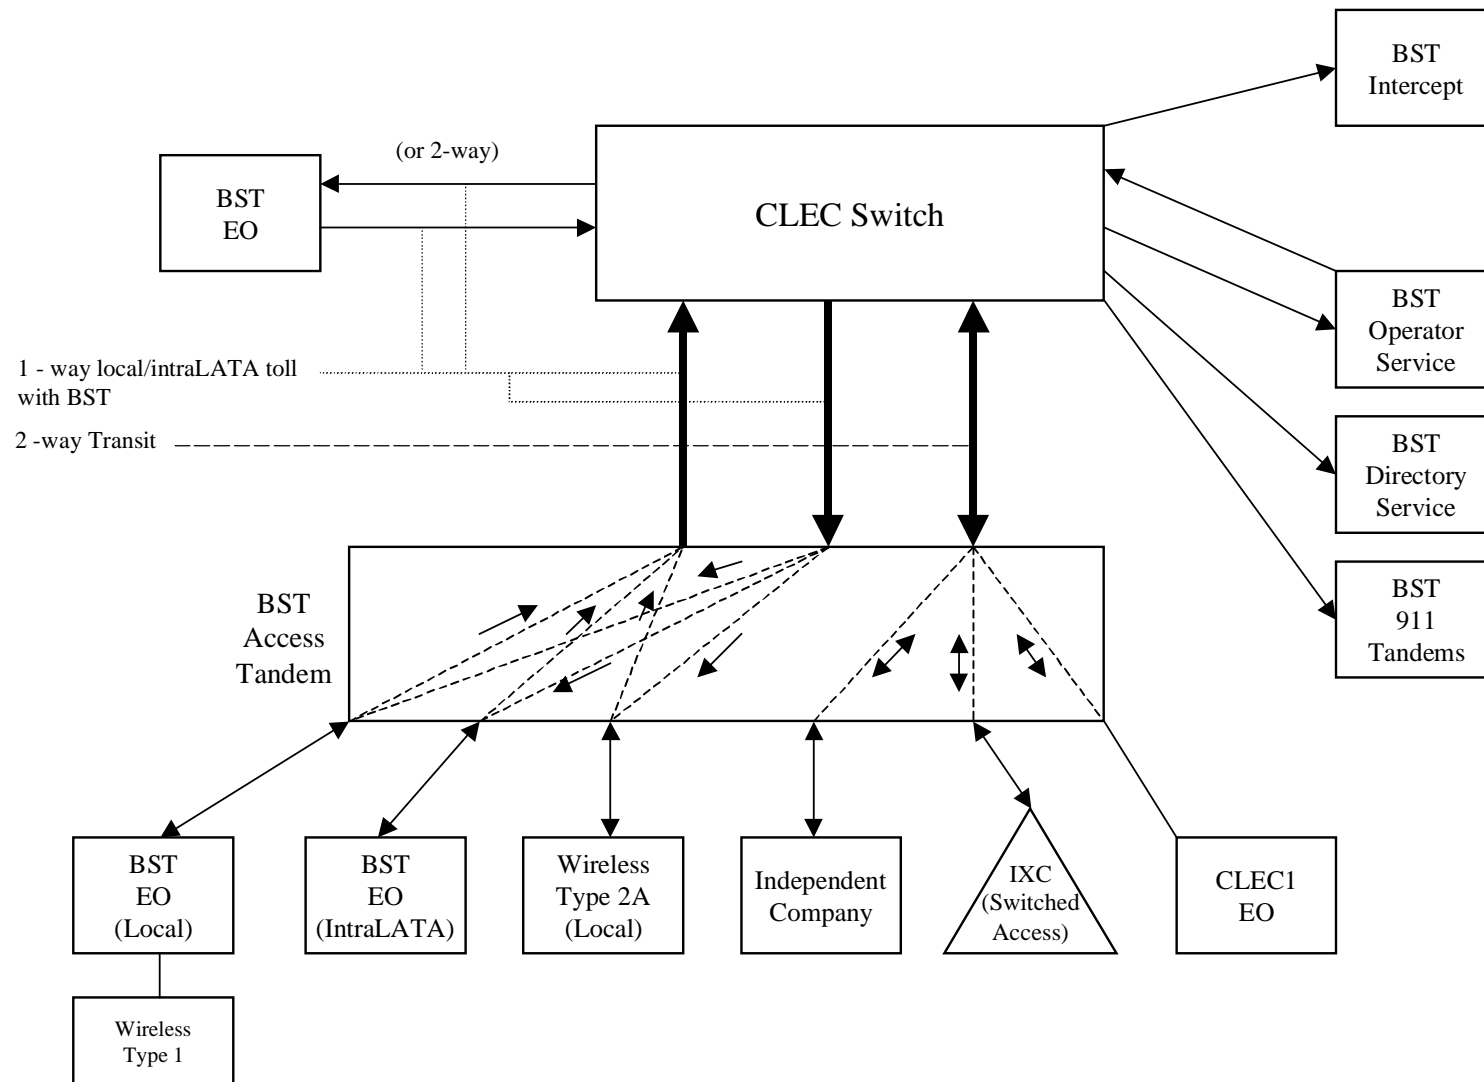 BST
Intercept
(or 2-way)
BST
EO
CLEC Switch
BST
Operator
Service
1 - way local/intraLATA toll
with BST
2 -way Transit
BST
Directory
Service
BST
Access
Tandem
BST
911
Tandems
BST
EO
(Local)
BST
EO
(IntraLATA)
Wireless
Type 2A
(Local)
Independent
Company
IXC
(Switched
Access)
CLEC1
EO
Wireless
Type 1